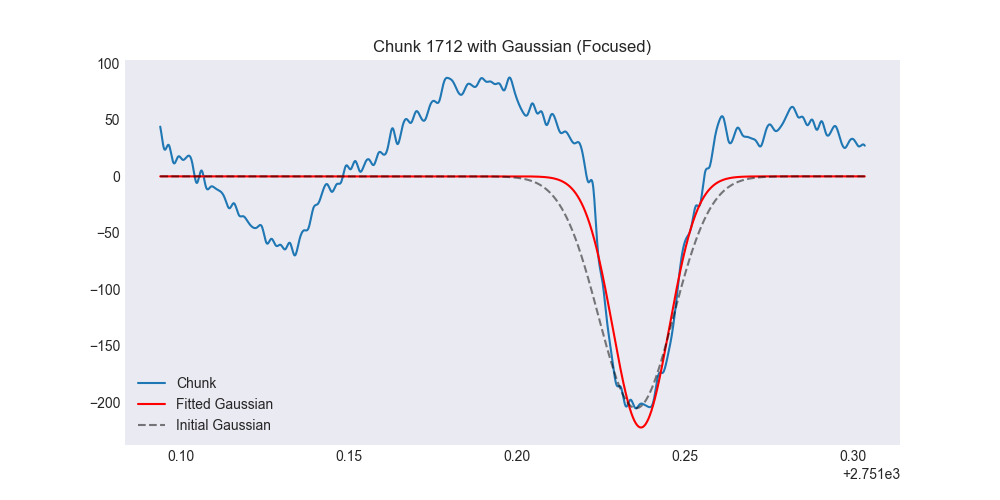 Chunk 1712 with Gaussian (Focused)
100
50
0
−50
−100
−150
−200
Chunk
Fitted Gaussian
Initial Gaussian
0.10 0.15 0.20 0.25 0.30
+2.751e3